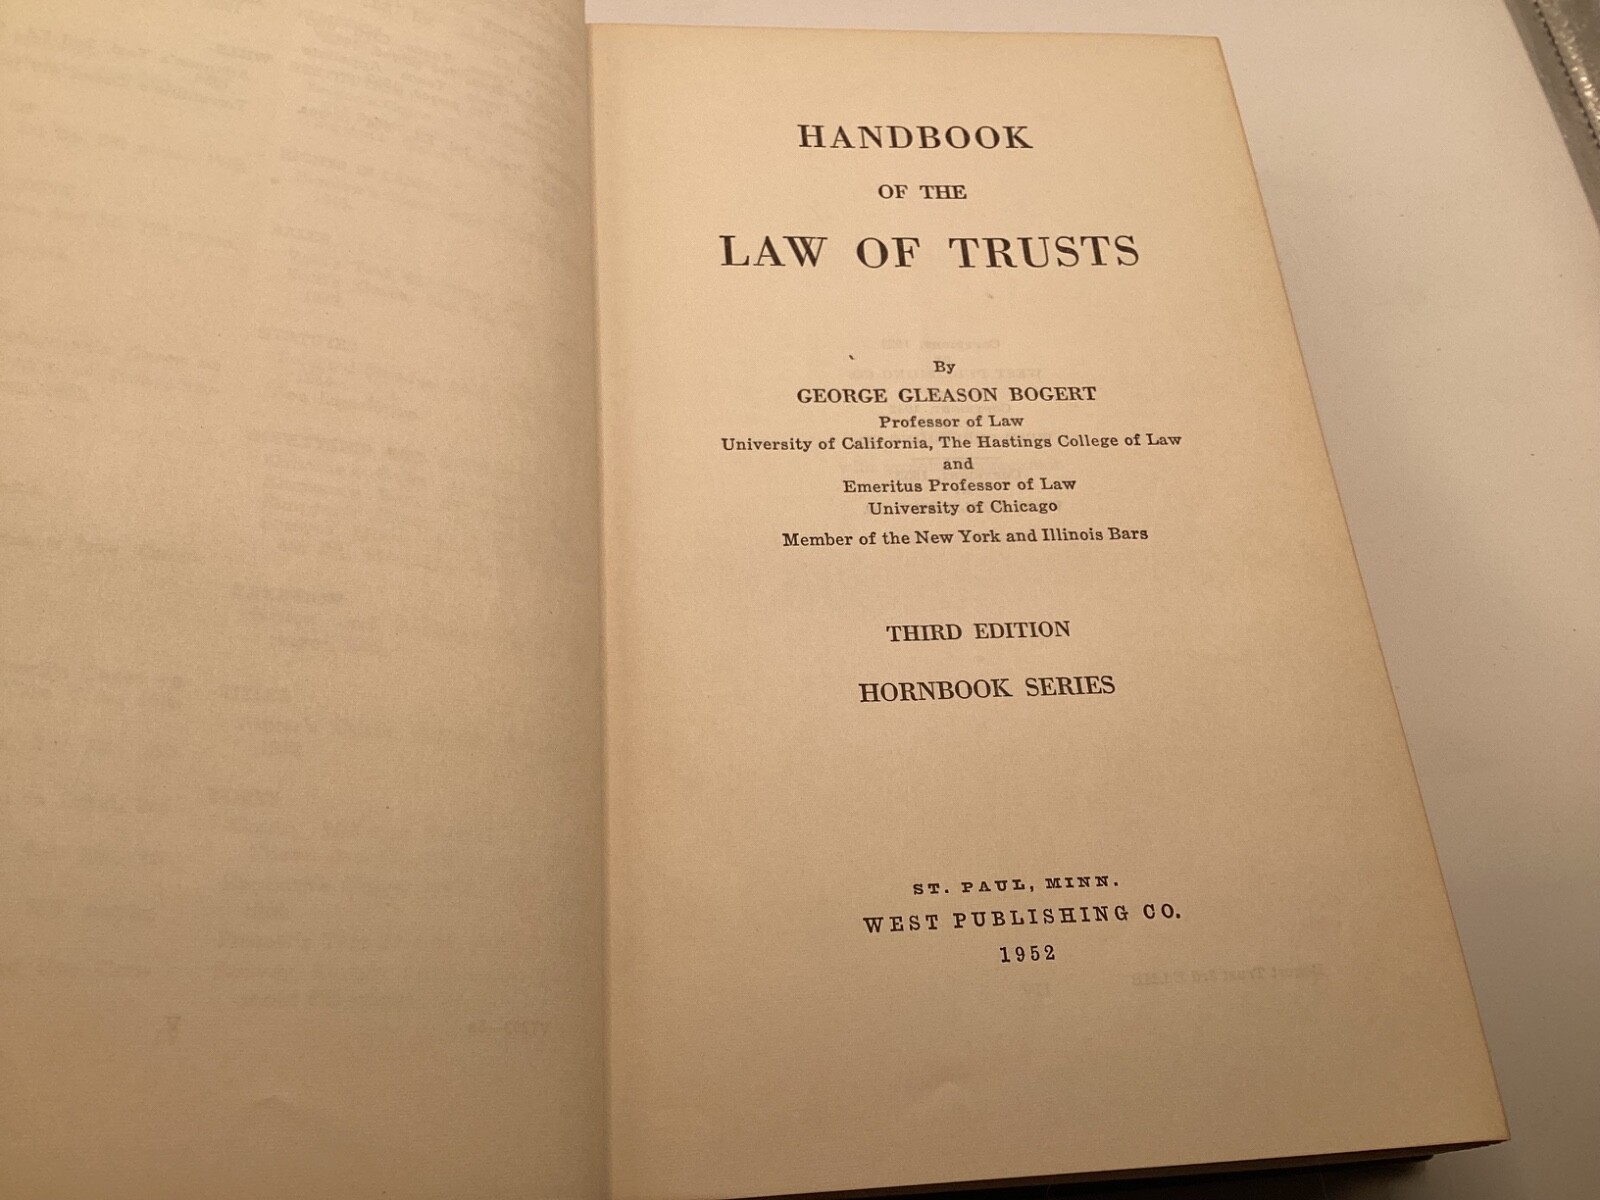 HANDBOOK
OF THE
LAW OF TRUSTS
By
GEORGE GLEASON BOGERT
Professor of Law
University of California, The Hastings College of Law
and
Emeritus Professor of Law
University of Chicago
Member of the New York and Illinois Bars
THIRD EDITION
HORNBOOK SERIES
ST. PAUL, MINN.
WEST PUBLISHING CO.
1952